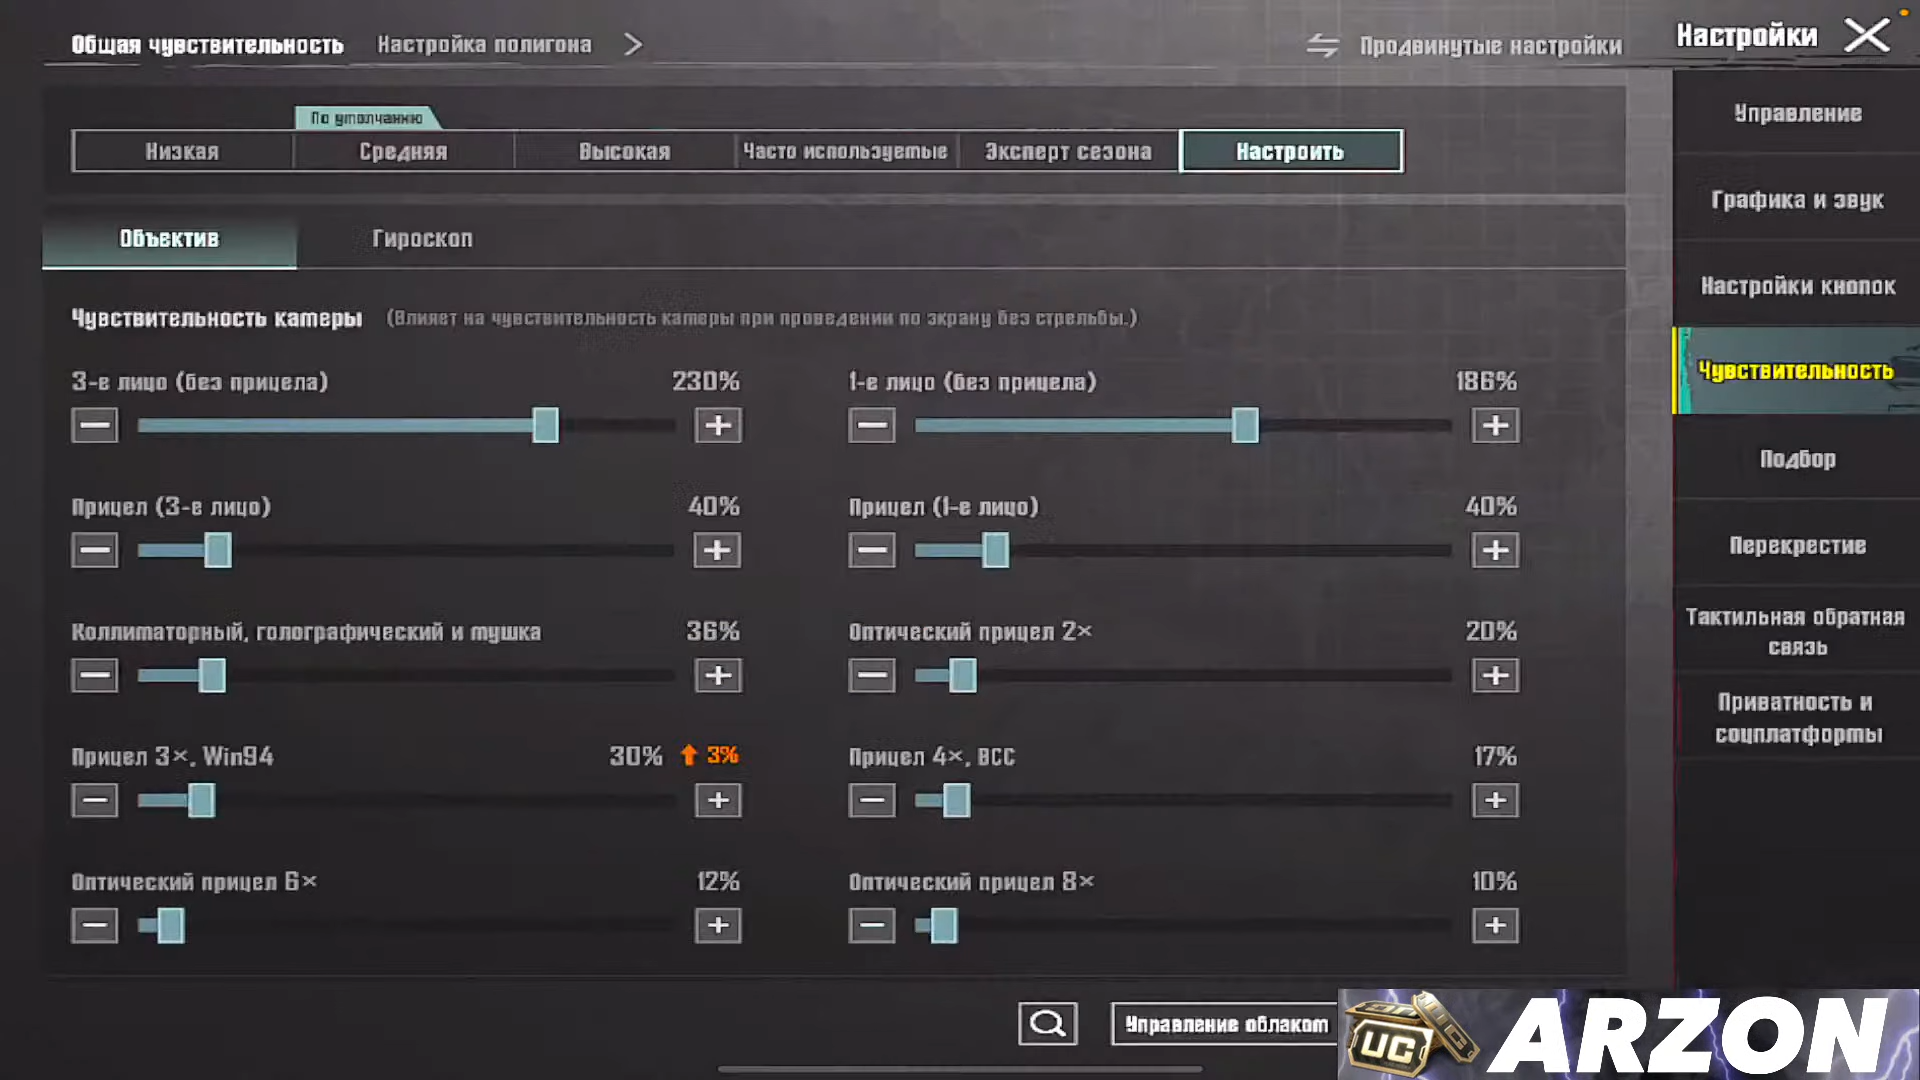 Общая чувствительность
Настройка полигона
Продвинутые настройки
Настройки
По умолчанию
Низкая
Средняя
Высокая
Часто используемые
Эксперт сезона
Настроить
Объектив
Гироскоп
Чувствительность камеры (Влияет на чувствительность камеры при проведении по экрану без стрельбы.)
3-е лицо (без прицела) 230%
1-е лицо (без прицела) 186%
Прицел (3-е лицо) 40%
Прицел (1-е лицо) 40%
Коллиматорный, голографический и мушка 36%
Оптический прицел 2× 20%
Прицел 3×, Win94 30% 3%
Прицел 4×, ВСС 17%
Оптический прицел 6× 12%
Оптический прицел 8× 10%
Управление облаком
Управление
Графика и звук
Настройки кнопок
Чувствительность
Подбор
Перекрестие
Тактильная обратная
связь
Приватность и
соцплатформы
UC
ARZON